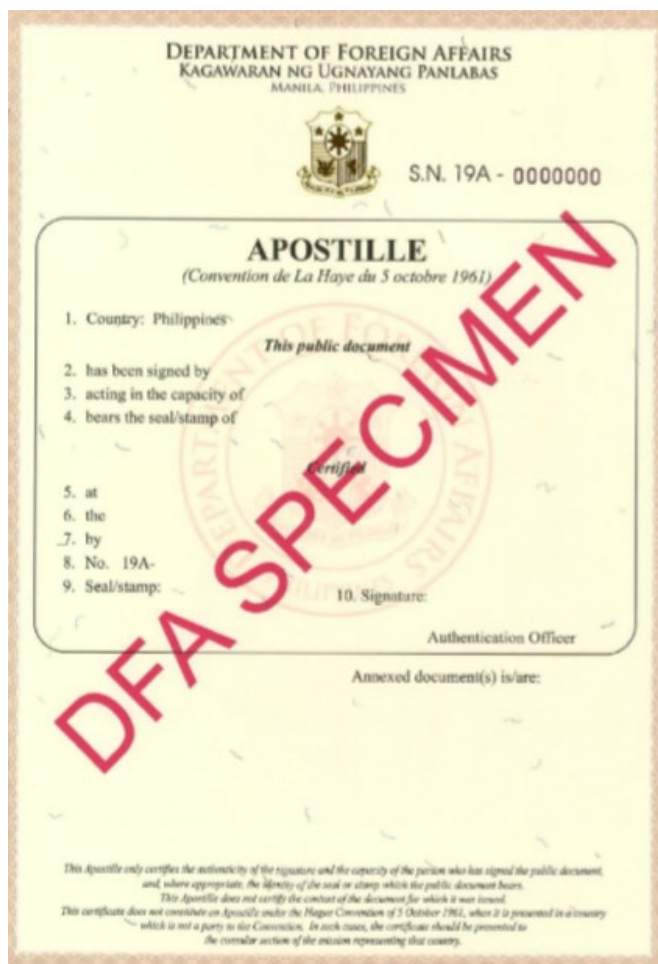 DEPARTMENT OF FOREIGN AFFAIRS
KAGAWARAN NG UGNAYANG PANLABAS
MANILA, PHILIPPINES
S.N. 19A - 0000000
APOSTILLE
(Convention de La Haye du 5 octobre 1961)
1. Country: Philippines
This public document
2. has been signed by
3. acting in the capacity of
4. bears the seal/stamp of
Certified
5. at
6. the
7. by
8. No. 19A-
9. Seal/stamp:
10. Signature:
Authentication Officer
Annexed document(s) is/are:
DFA SPECIMEN
DEPARTMENT OF FOREIGN AFFAIRS
PHILIPPINES
This Apostille only certifies the authenticity of the signature and the capacity of the person who has signed the public document,
and, where appropriate, the identity of the seal or stamp which the public document bears.
This Apostille does not certify the content of the document for which it was issued.
This certificate does not constitute an Apostille under the Hague Convention of 5 October 1961, when it is presented in a country
which is not a party to the Convention. In such cases, the certificate should be presented to
the consular section of the mission representing that country.